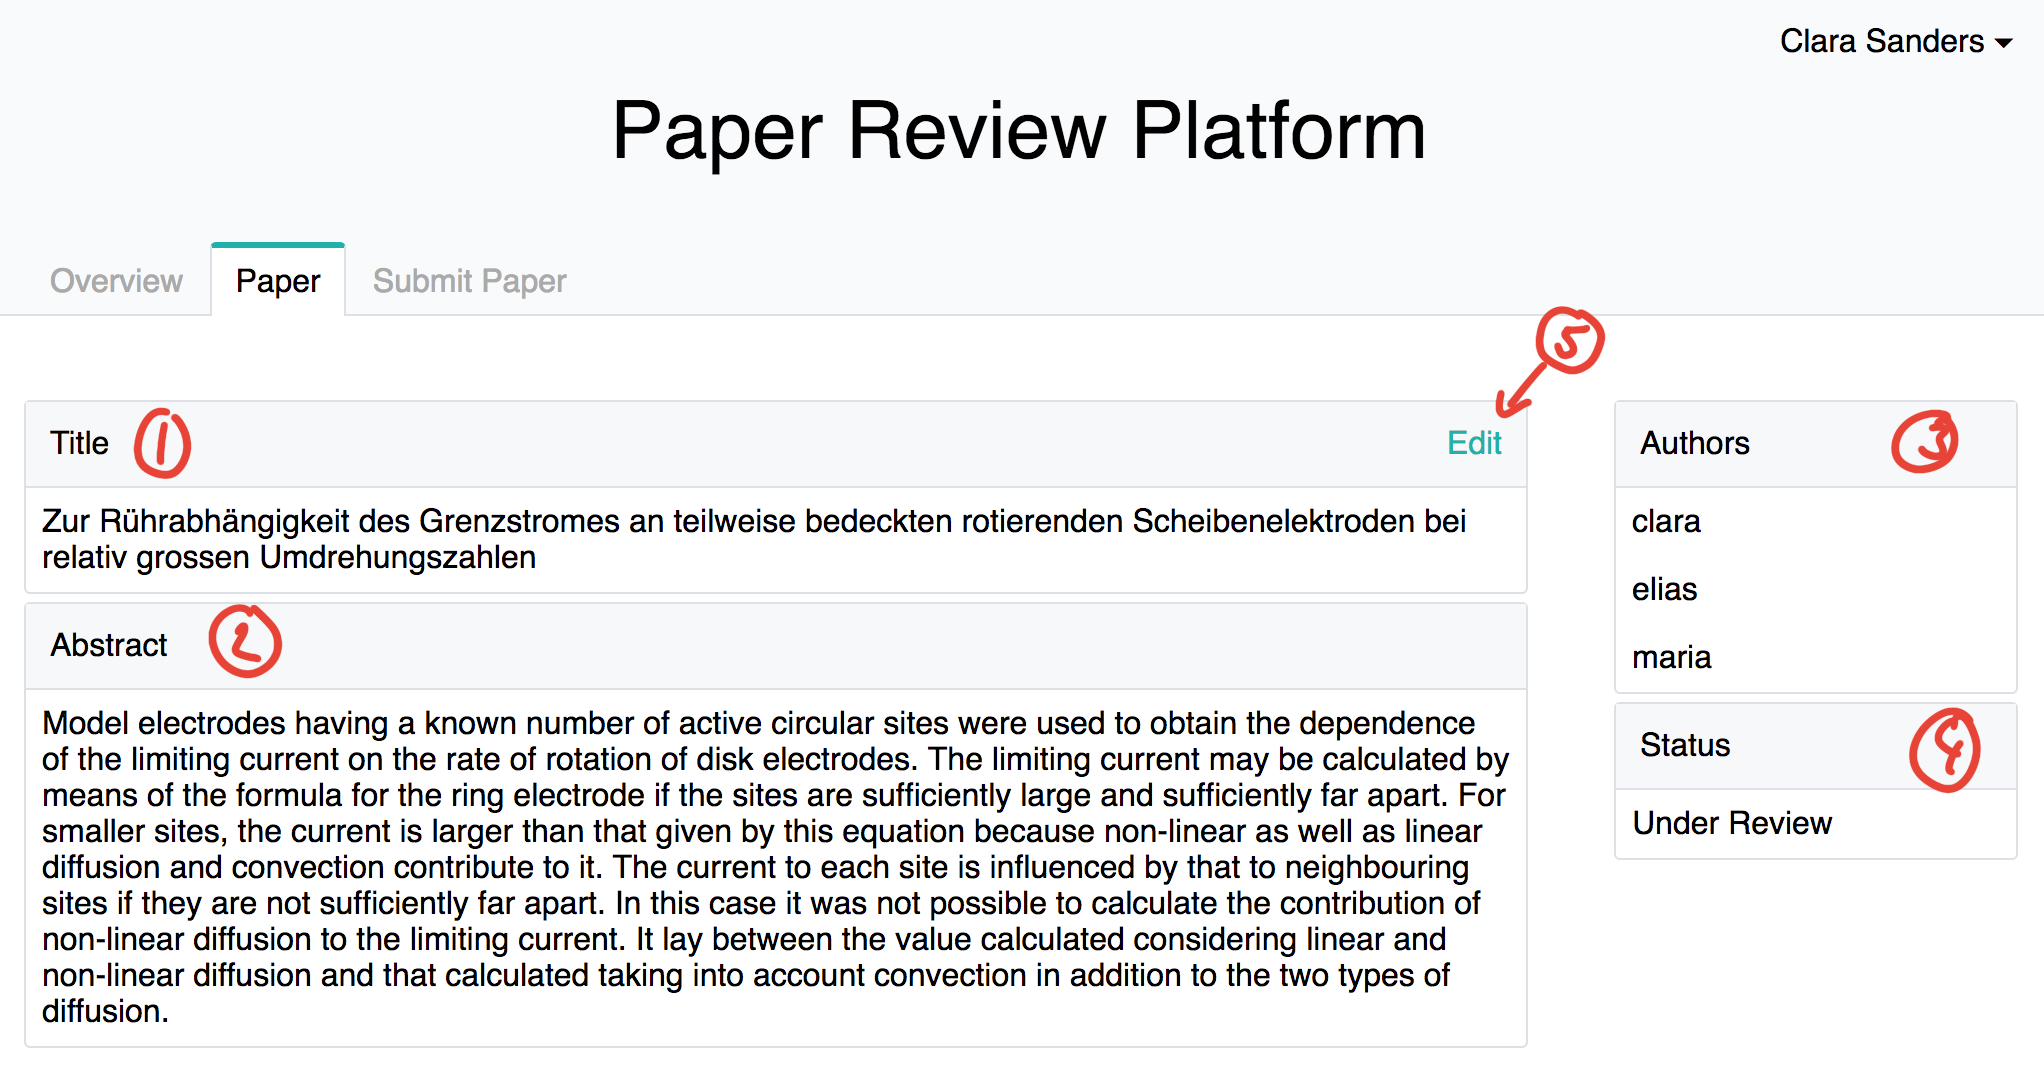 Clara Sanders
Paper Review Platform
Overview
Paper
Submit Paper
5
Title
1
Edit
Zur Rührabhängigkeit des Grenzstromes an teilweise bedeckten rotierenden Scheibenelektroden bei
relativ grossen Umdrehungszahlen
Abstract
2
Model electrodes having a known number of active circular sites were used to obtain the dependence
of the limiting current on the rate of rotation of disk electrodes. The limiting current may be calculated by
means of the formula for the ring electrode if the sites are sufficiently large and sufficiently far apart. For
smaller sites, the current is larger than that given by this equation because non-linear as well as linear
diffusion and convection contribute to it. The current to each site is influenced by that to neighbouring
sites if they are not sufficiently far apart. In this case it was not possible to calculate the contribution of
non-linear diffusion to the limiting current. It lay between the value calculated considering linear and
non-linear diffusion and that calculated taking into account convection in addition to the two types of
diffusion.
Authors
3
clara
elias
maria
Status
4
Under Review